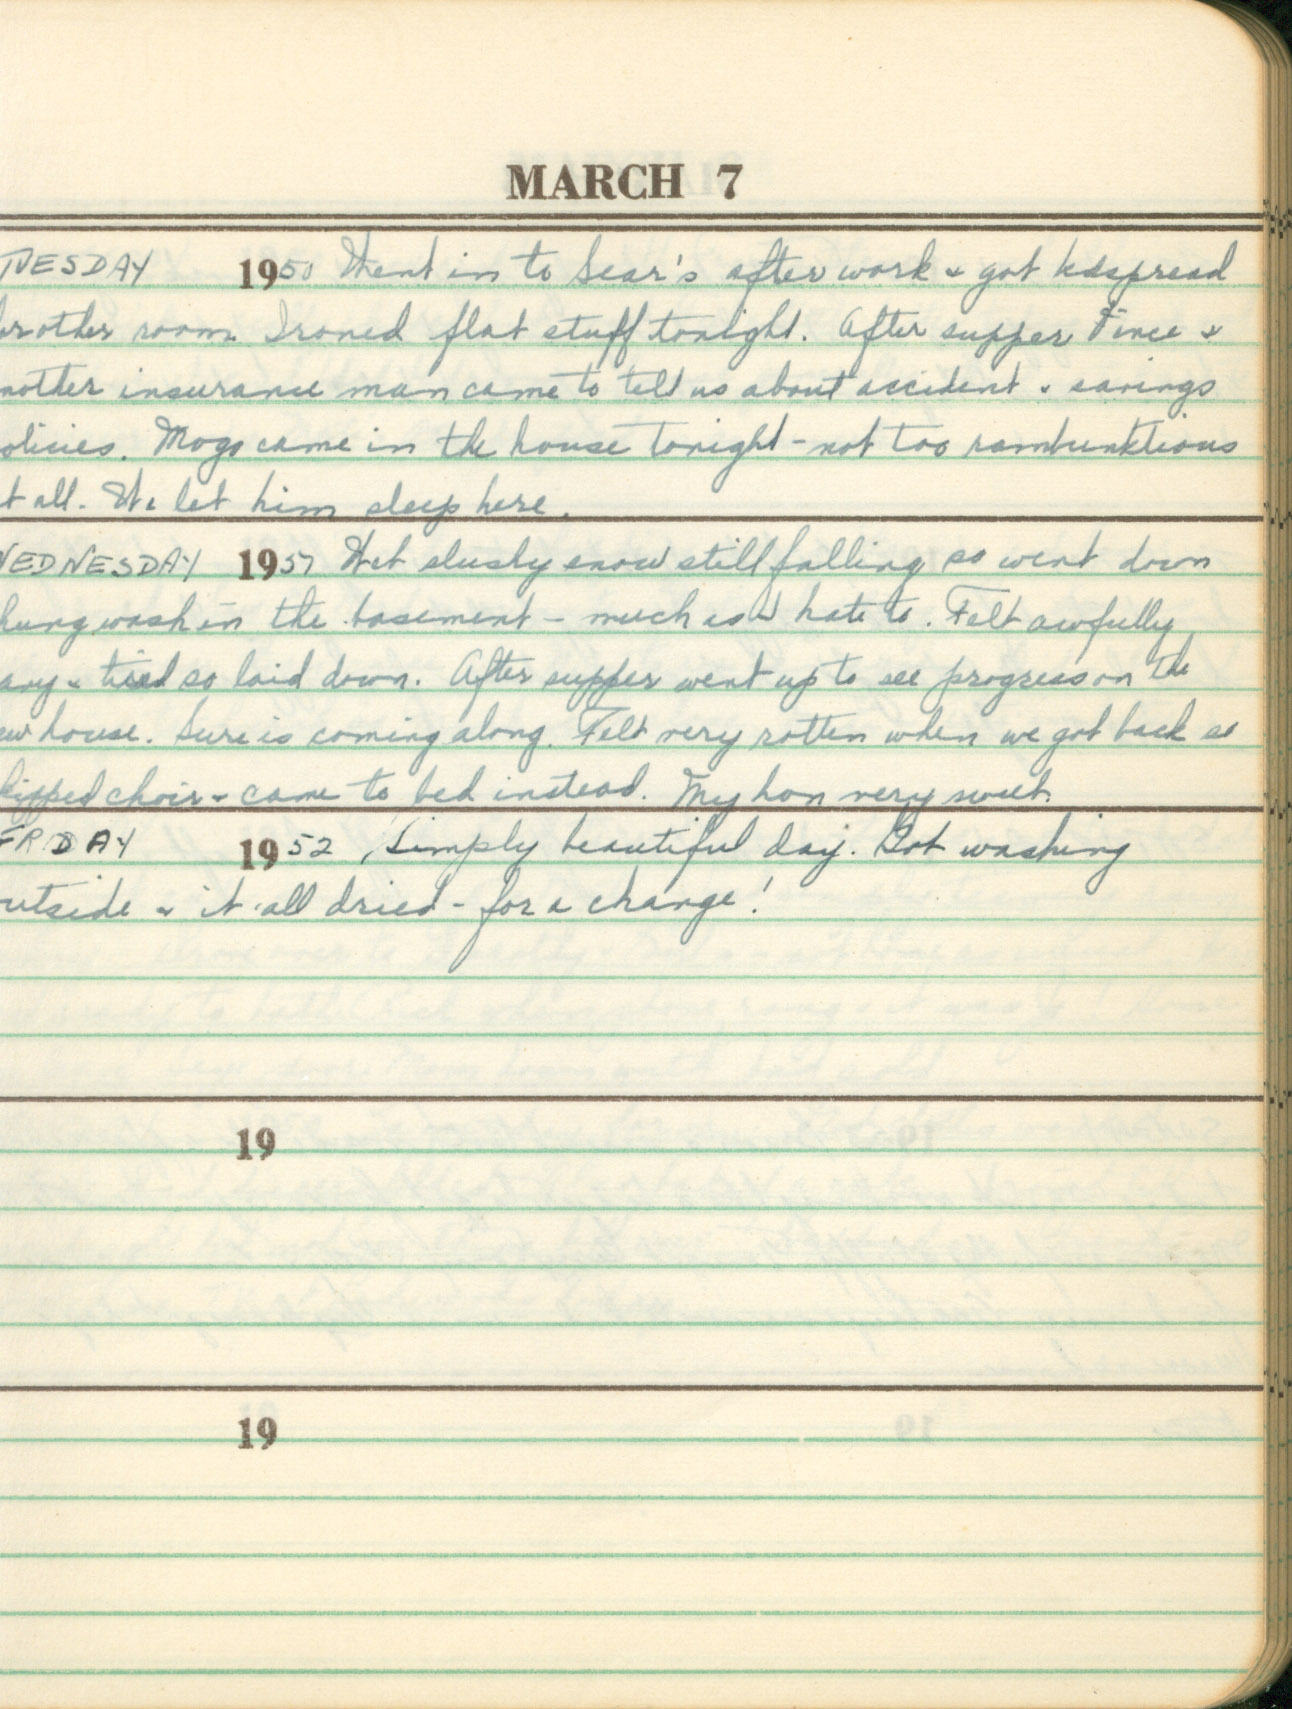 MARCH 7
TUESDAY 1950 Went in to Sear's after work & got bdspread
for other room. Ironed flat stuff tonight. After supper Vince &
nother insurance man came to tell us about accident & savings
olicies. Mogo came in the house tonight - not too rambunktious
t all. We let him sleep here.
WEDNESDAY 1951 Wet slushy snow still falling so went down
hung wash in the basement - much as I hate to. Felt awfully
& tired so laid down. After supper went up to see progress on the
ew house. Sure is coming along. Felt very rotten when we got back so
kipped choir & came to bed instead. My hon very sweet.
FRIDAY 1952 Simply beautiful day. Got washing
utside & it all dried - for a change!
19
19